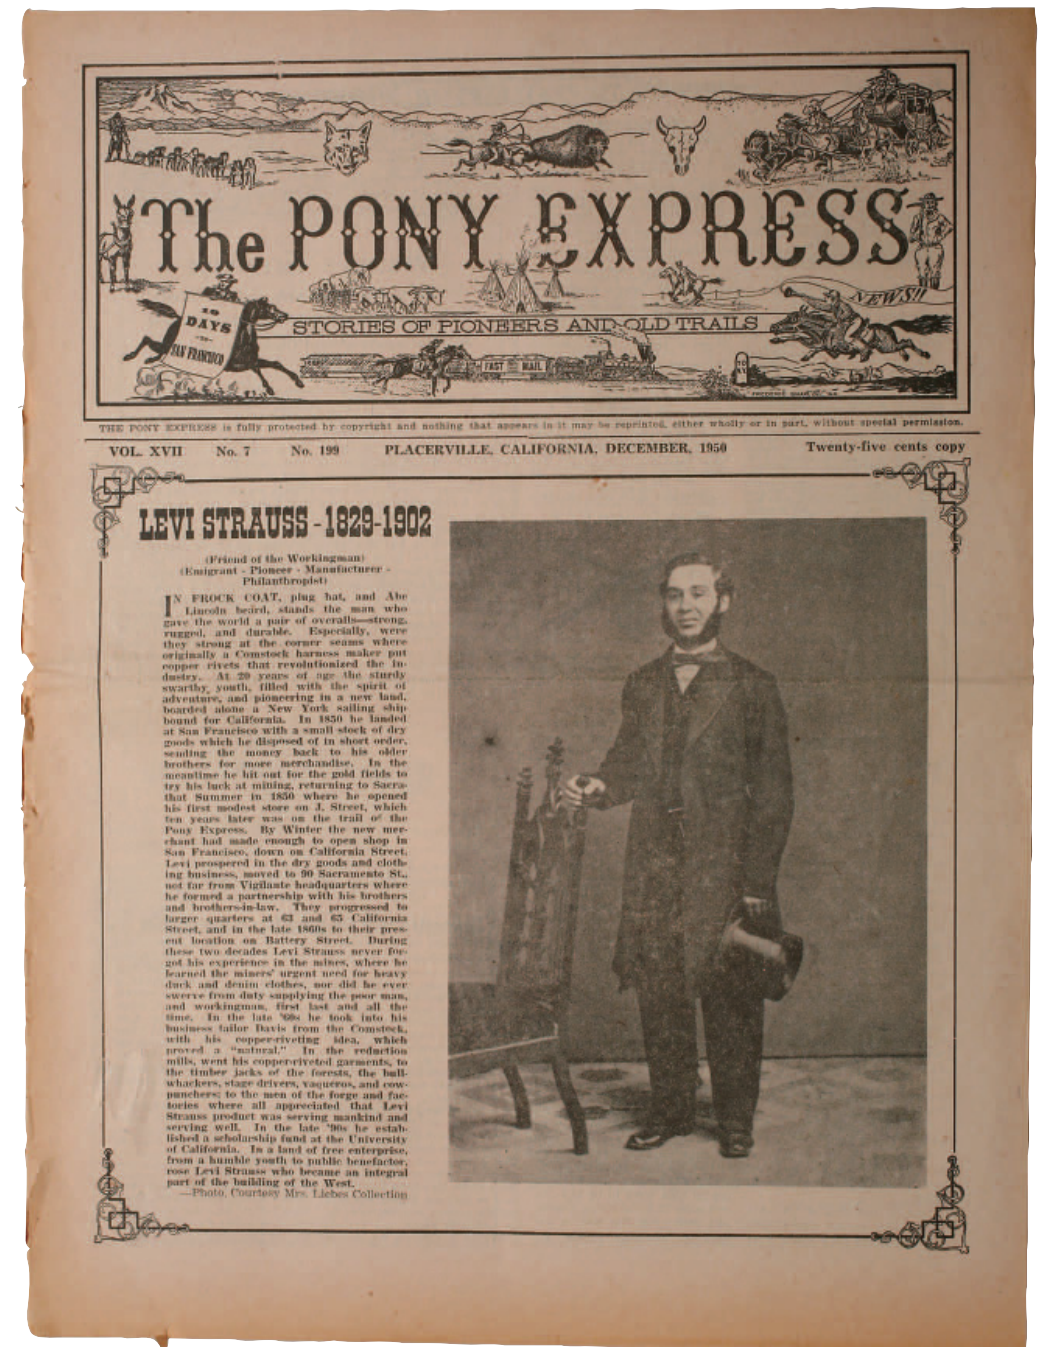 The PONY EXPRESS
NEWS!!
10
DAYS
TO
SAN FRANCISCO
STORIES OF PIONEERS AND OLD TRAILS
FAST MAIL
THE PONY EXPRESS is fully protected by copyright and nothing that appears in it may be reprinted, either wholly or in part, without special permission.
VOL. XVII No. 7 No. 199 PLACERVILLE, CALIFORNIA, DECEMBER, 1950 Twenty-five cents copy
LEVI STRAUSS - 1829-1902
(Friend of the Workingman)
(Emigrant - Pioneer - Manufacturer -
Philanthropist)
IN FROCK COAT, plug hat, and Abe
Lincoln beard, stands the man who
gave the world a pair of overalls—strong,
rugged, and durable. Especially, were
they strong at the corner seams where
originally a Comstock harness maker put
copper rivets that revolutionized the in-
dustry. At 20 years of age the sturdy
swarthy youth, filled with the spirit of
adventure, and pioneering in a new land,
boarded alone a New York sailing ship
bound for California. In 1850 he landed
at San Francisco with a small stock of dry
goods which he disposed of in short order,
sending the money back to his older
brothers for more merchandise. In the
meantime he hit out for the gold fields to
try his luck at mining, returning to Sacra-
that Summer in 1850 where he opened
his first modest store on J. Street, which
ten years later was on the trail of the
Pony Express. By Winter the new mer-
chant had made enough to open shop in
San Francisco, down on California Street.
Levi prospered in the dry goods and cloth-
ing business, moved to 90 Sacramento St.,
not far from Vigilante headquarters where
he formed a partnership with his brothers
and brothers-in-law. They progressed to
larger quarters at 63 and 65 California
Street, and in the late 1860s to their pres-
ent location on Battery Street. During
these two decades Levi Strauss never for-
got his experience in the mines, where he
learned the miners' urgent need for heavy
duck and denim clothes, nor did he ever
swerve from duty supplying the poor man,
and workingman, first last and all the
time. In the late '60s he took into his
business tailor Davis from the Comstock,
with his copper-riveting idea, which
proved a "natural." In the reduction
mills, went his copper-riveted garments, to
the timber jacks of the forests, the bull-
whackers, stage drivers, vaqueros, and cow-
punchers; to the men of the forge and fac-
tories where all appreciated that Levi
Strauss product was serving mankind and
serving well. In the late '90s he estab-
lished a scholarship fund at the University
of California. In a land of free enterprise,
from a humble youth to public benefactor,
rose Levi Strauss who became an integral
part of the building of the West.
—Photo, Courtesy Mrs. Liebes Collection